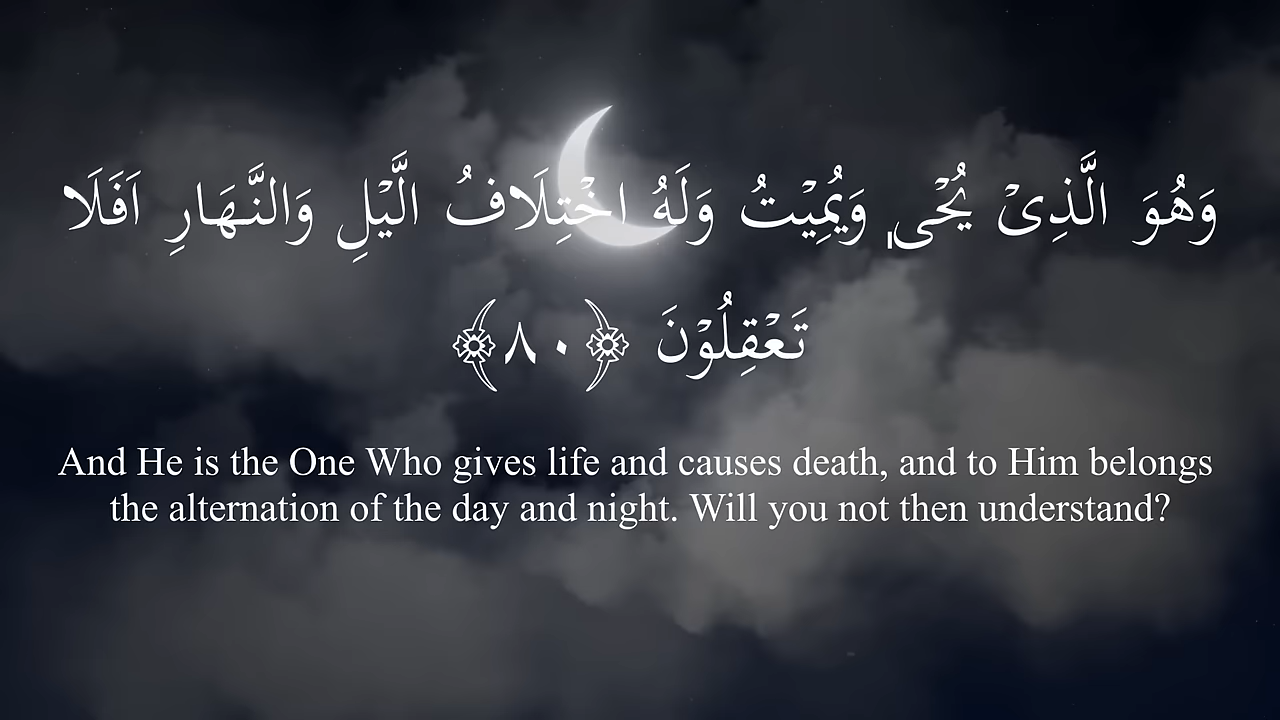 وَهُوَ الَّذِیْ یُحْیٖ وَیُمِیْتُ وَلَهُ اخْتِلَافُ الَّیْلِ وَالنَّهَارِ اَفَلَا
تَعْقِلُوْنَ ﴿٨٠﴾
And He is the One Who gives life and causes death, and to Him belongs
the alternation of the day and night. Will you not then understand?